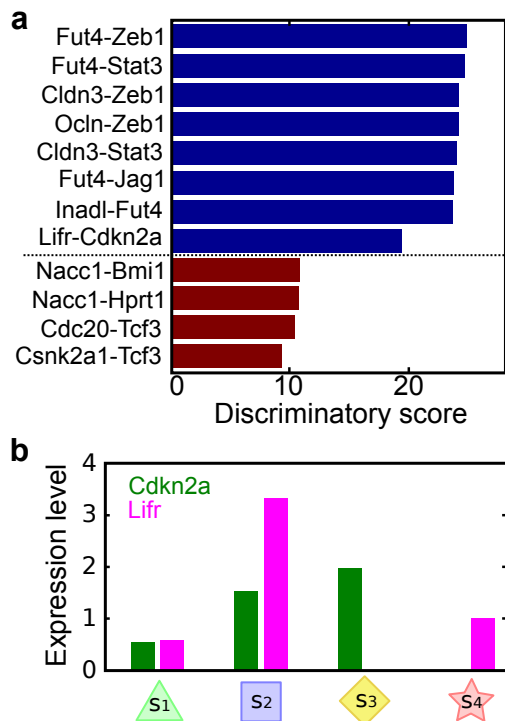 a
Fut4-Zeb1
Fut4-Stat3
Cldn3-Zeb1
Ocln-Zeb1
Cldn3-Stat3
Fut4-Jag1
Inadl-Fut4
Lifr-Cdkn2a
Nacc1-Bmi1
Nacc1-Hprt1
Cdc20-Tcf3
Csnk2a1-Tcf3
0 10 20
Discriminatory score
b
Expression level
4
3
2
1
0
Cdkn2a
Lifr
S1 S2 S3 S4